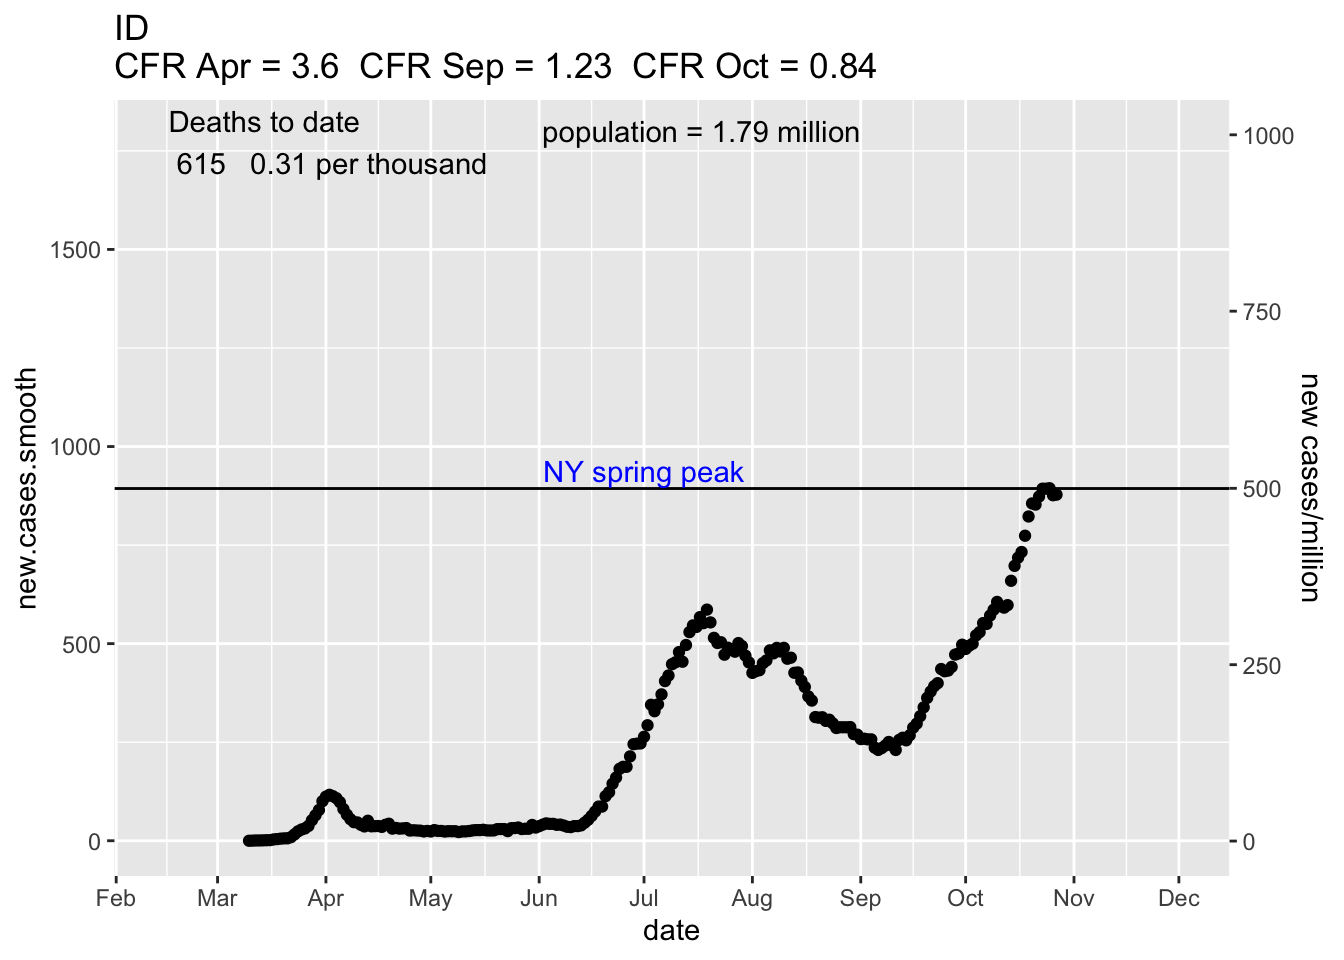 ID
CFR Apr = 3.6  CFR Sep = 1.23  CFR Oct = 0.84
Deaths to date
615   0.31 per thousand
population = 1.79 million
NY spring peak
new.cases.smooth
1500
1000
500
0
new cases/million
1000
750
500
250
0
Feb Mar Apr May Jun Jul Aug Sep Oct Nov Dec
date